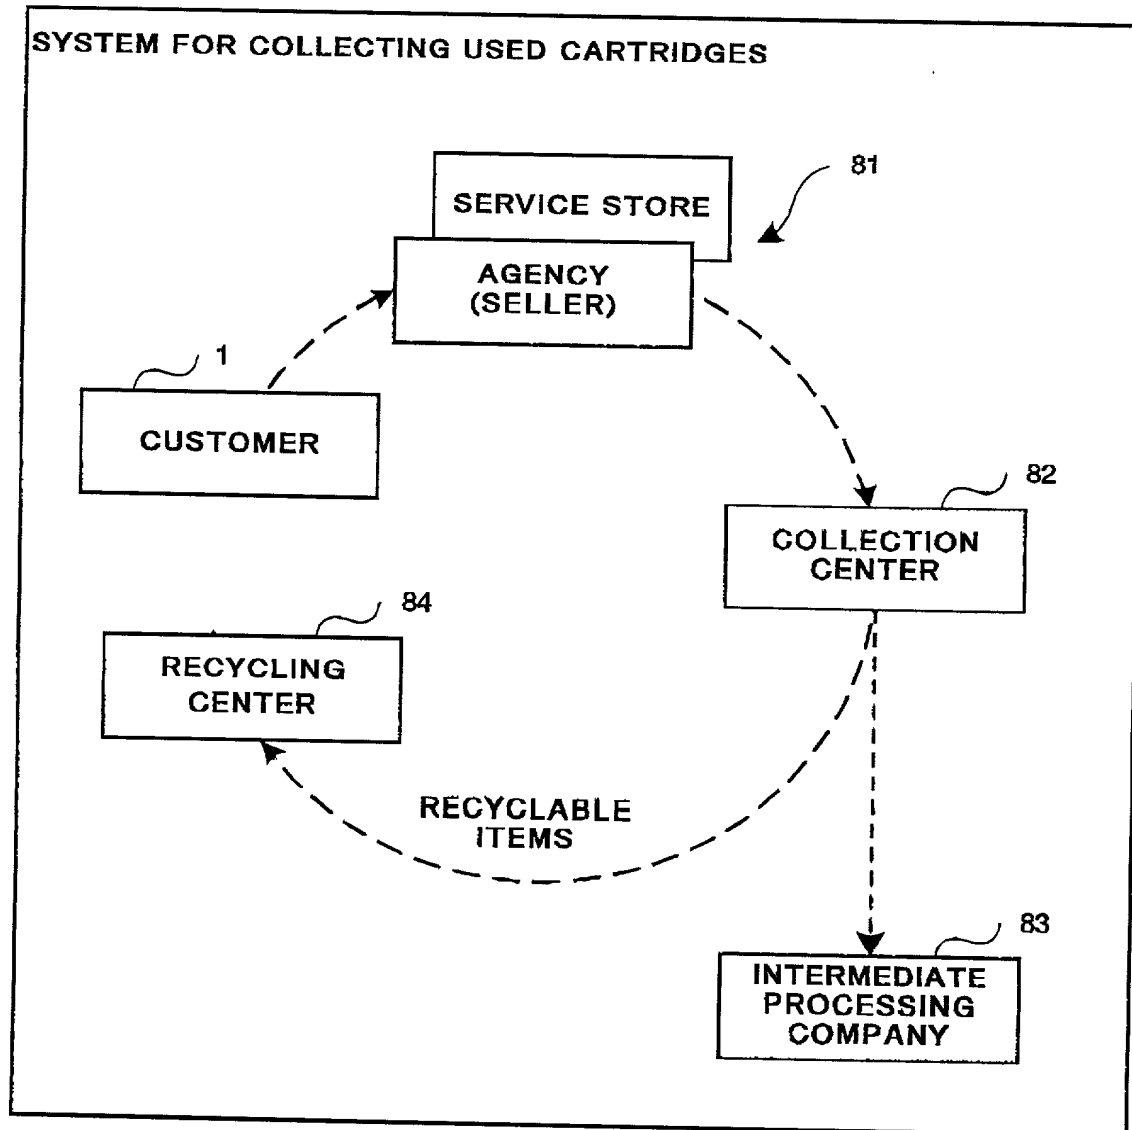 SYSTEM FOR COLLECTING USED CARTRIDGES
81
SERVICE STORE
AGENCY
(SELLER)
1
CUSTOMER
82
COLLECTION
CENTER
84
RECYCLING
CENTER
RECYCLABLE
ITEMS
83
INTERMEDIATE
PROCESSING
COMPANY